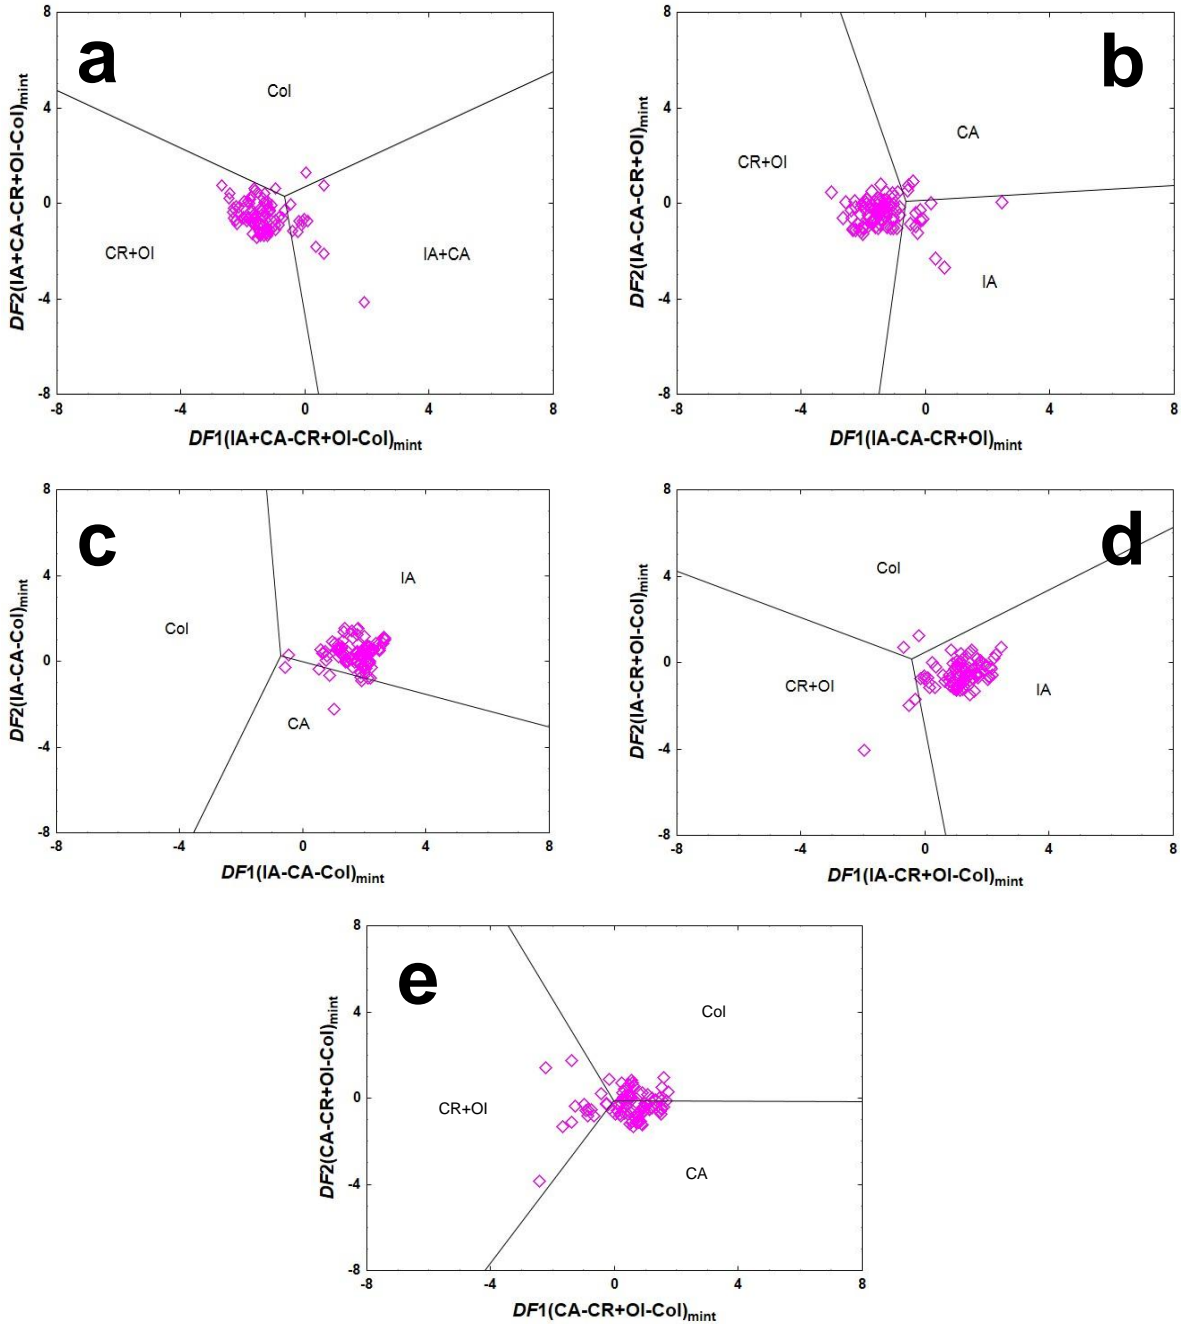 a
8
4
0
-4
-8
-8
-4
0
4
8
Col
CR+OI
IA+CA
DF2(IA+CA-CR+OI-Col)mint
DF1(IA+CA-CR+OI-Col)mint
b
8
4
0
-4
-8
-8
-4
0
4
8
CA
CR+OI
IA
DF2(IA-CA-CR+OI)mint
DF1(IA-CA-CR+OI)mint
c
8
4
0
-4
-8
-8
-4
0
4
8
IA
Col
CA
DF2(IA-CA-Col)mint
DF1(IA-CA-Col)mint
d
8
4
0
-4
-8
-8
-4
0
4
8
Col
CR+OI
IA
DF2(IA-CR+OI-Col)mint
DF1(IA-CR+OI-Col)mint
e
8
4
0
-4
-8
-8
-4
0
4
8
Col
CR+OI
CA
DF2(CA-CR+OI-Col)mint
DF1(CA-CR+OI-Col)mint